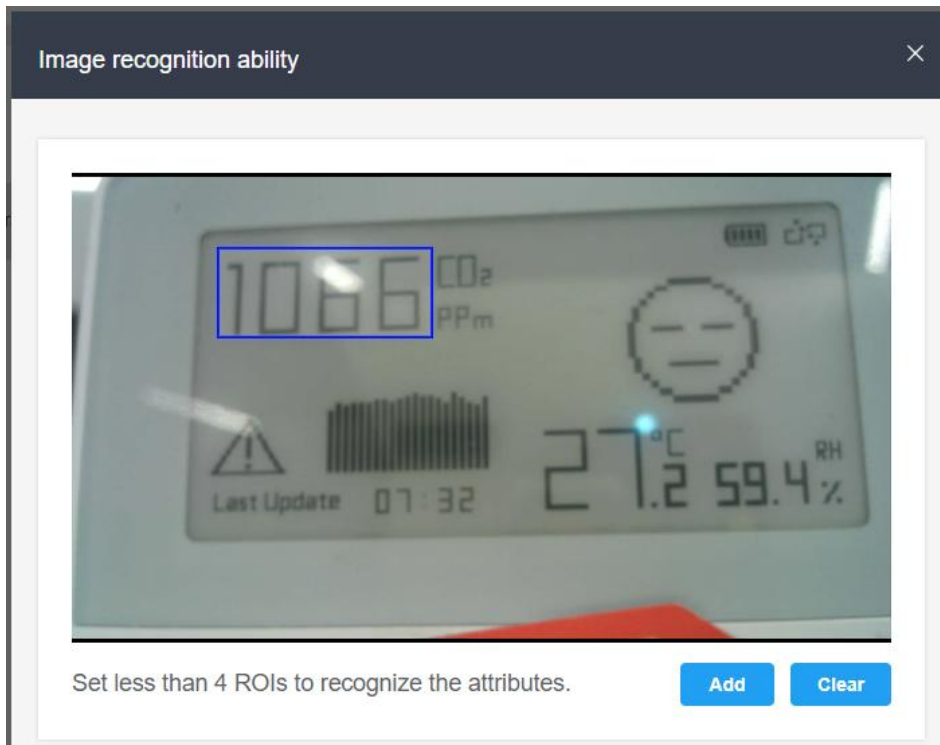 Image recognition ability
1066 CO₂
PPm
Last Update 07:32
27.2 °C
59.4 RH %
Set less than 4 ROIs to recognize the attributes.
Add Clear